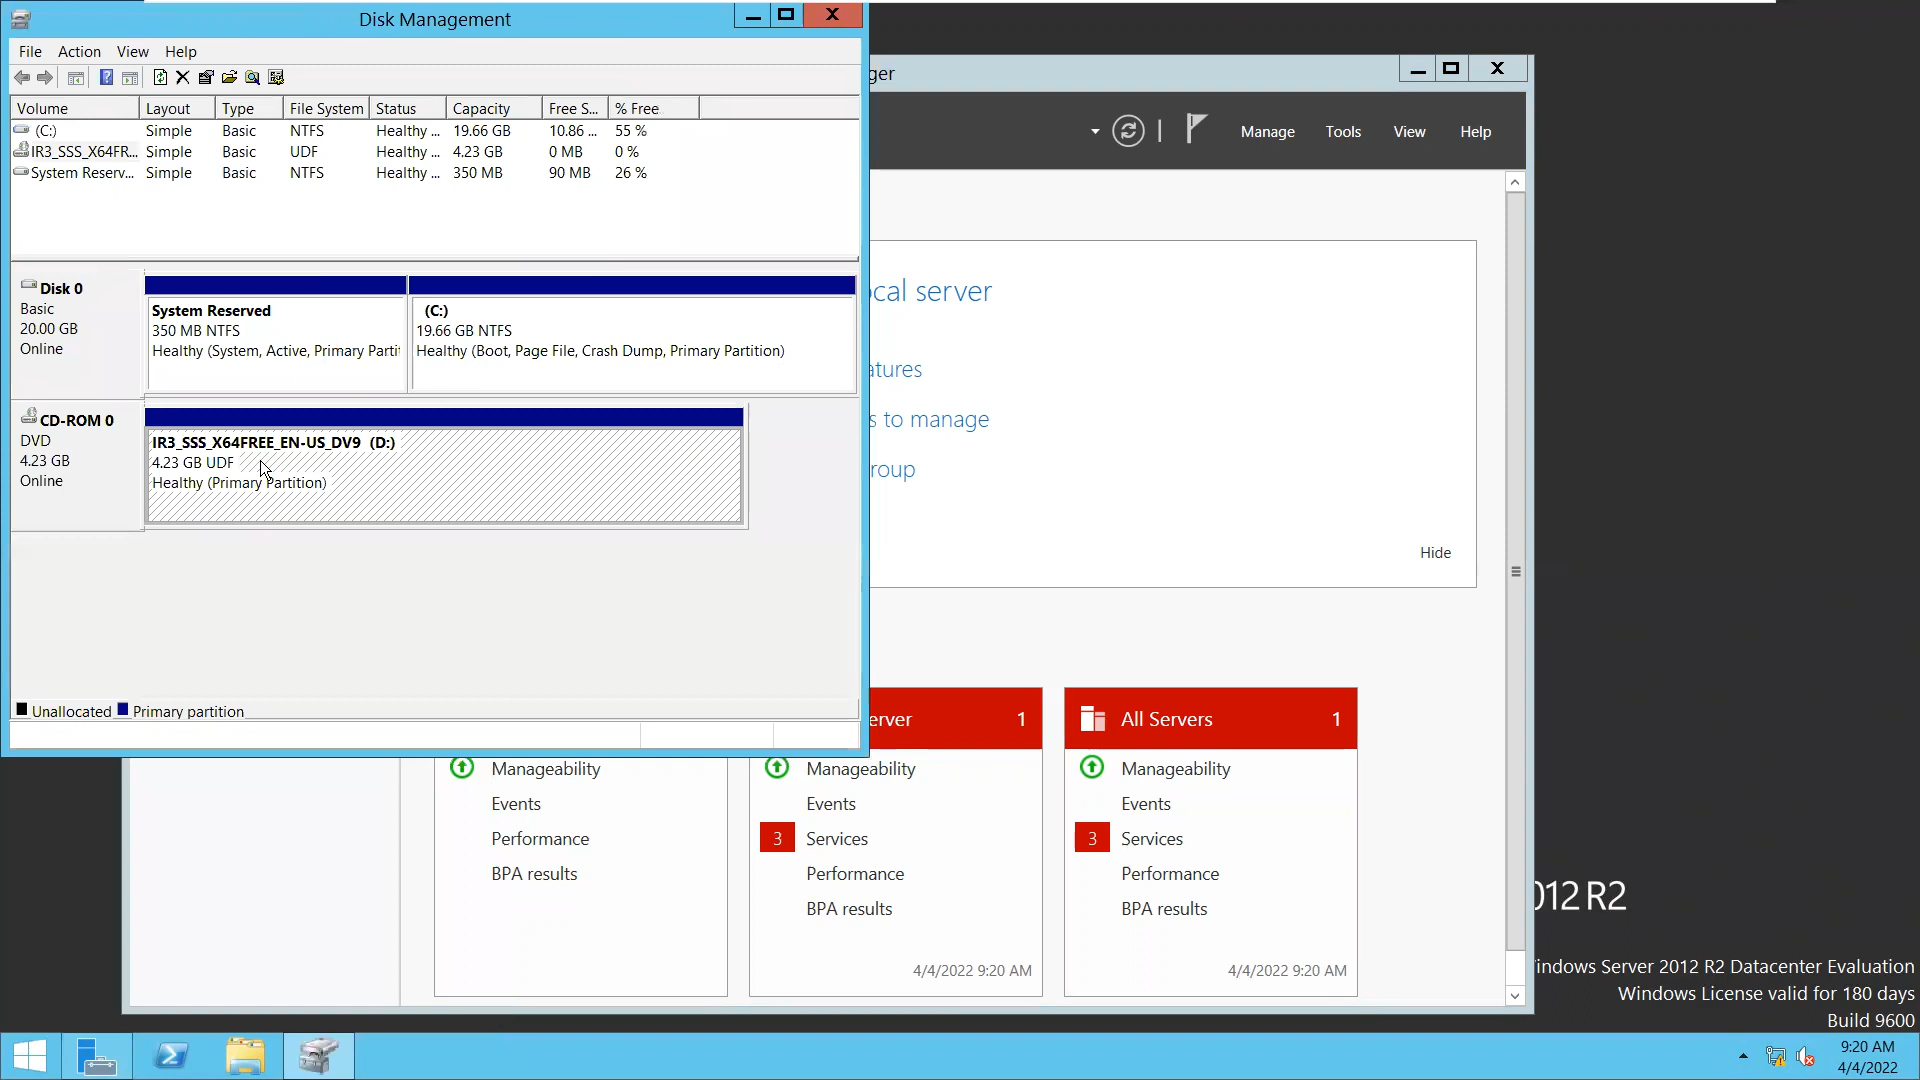 Disk Management
File Action View Help
Volume Layout Type File System Status Capacity Free S... % Free
(C:) Simple Basic NTFS Healthy ... 19.66 GB 10.86 ... 55 %
IR3_SSS_X64FR... Simple Basic UDF Healthy ... 4.23 GB 0 MB 0 %
System Reserv... Simple Basic NTFS Healthy ... 350 MB 90 MB 26 %
Disk 0
Basic
20.00 GB
Online
System Reserved
350 MB NTFS
Healthy (System, Active, Primary Parti
(C:)
19.66 GB NTFS
Healthy (Boot, Page File, Crash Dump, Primary Partition)
CD-ROM 0
DVD
4.23 GB
Online
IR3_SSS_X64FREE_EN-US_DV9 (D:)
4.23 GB UDF
Healthy (Primary Partition)
Unallocated Primary partition
ger
Manage Tools View Help
ocal server
atures
s to manage
roup
Hide
Manageability
Events
Performance
BPA results
erver 1
Manageability
Events
3 Services
Performance
BPA results
4/4/2022 9:20 AM
All Servers 1
Manageability
Events
3 Services
Performance
BPA results
4/4/2022 9:20 AM
012 R2
indows Server 2012 R2 Datacenter Evaluation
Windows License valid for 180 days
Build 9600
9:20 AM
4/4/2022